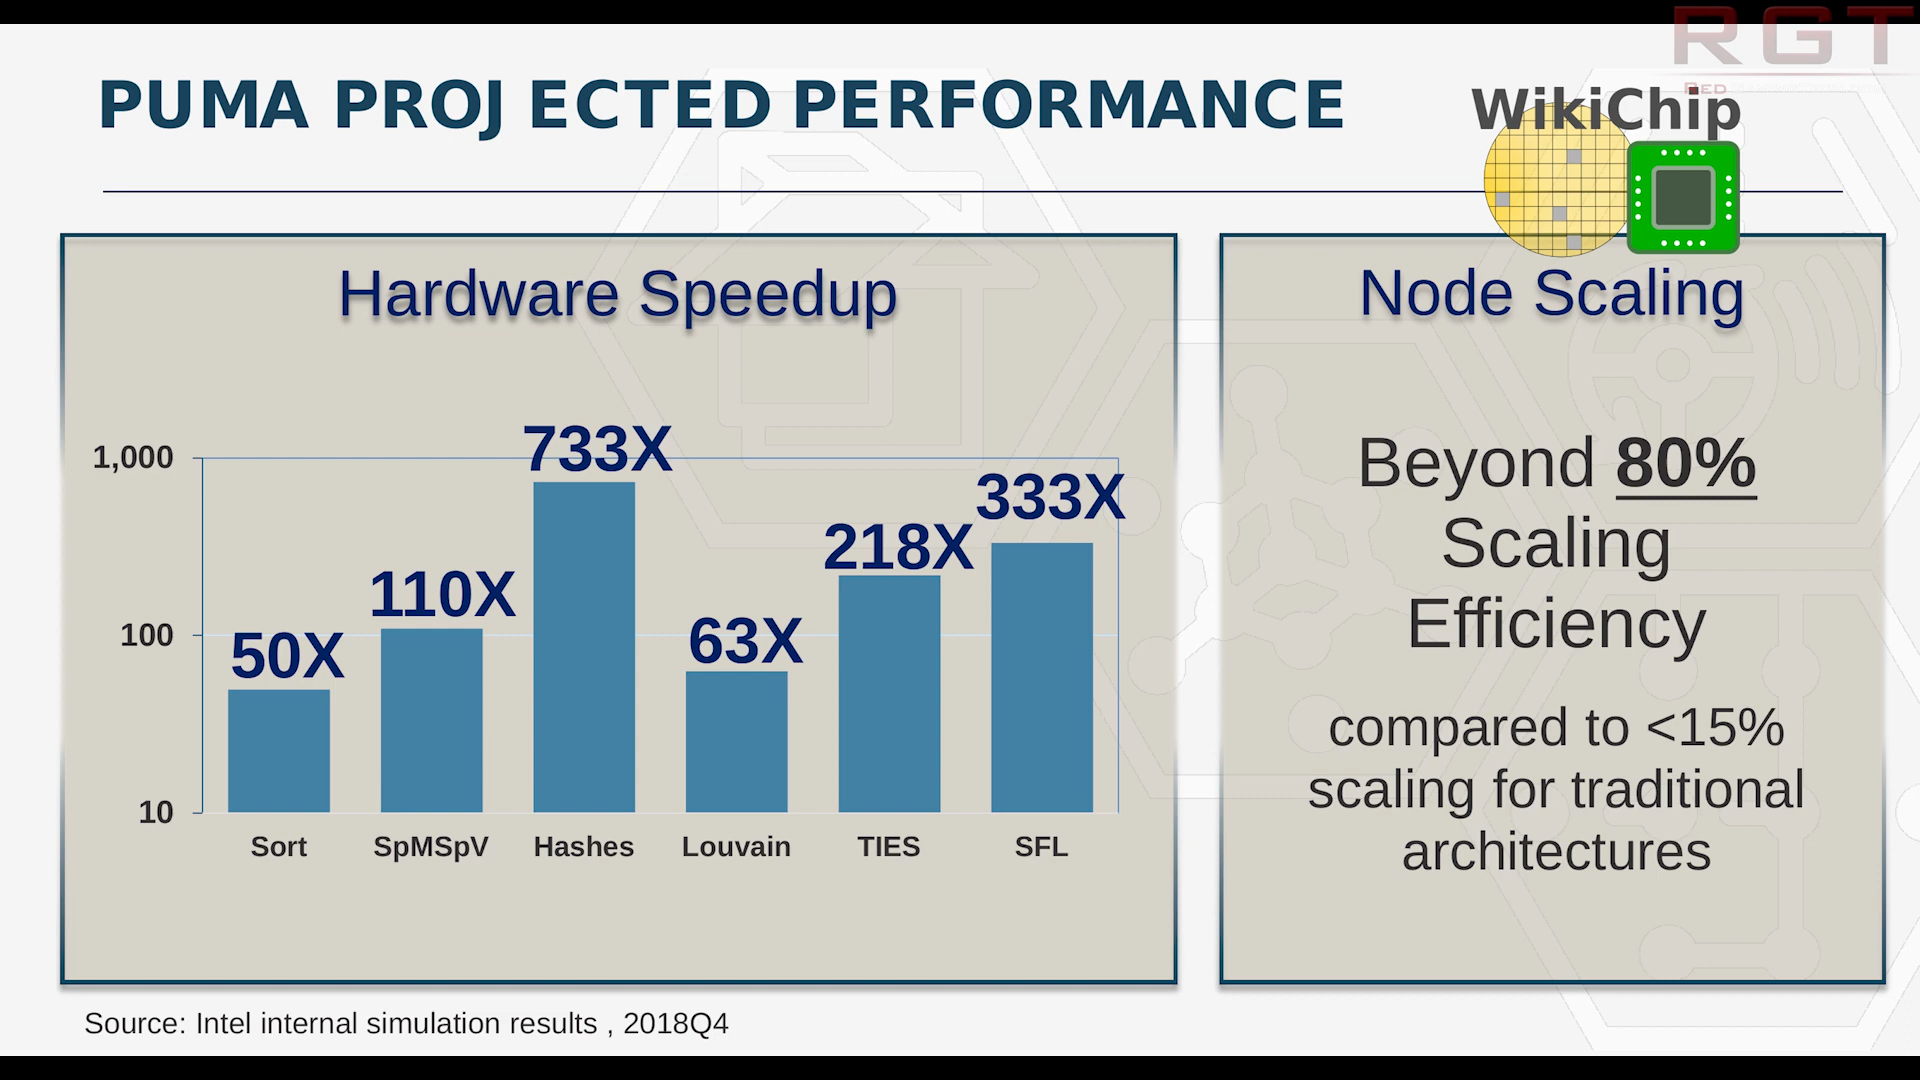 RGT
RED
PUMA PROJ ECTED PERFORMANCE
WikiChip
Hardware Speedup
1,000
100
10
50X
110X
733X
63X
218X
333X
Sort
SpMSpV
Hashes
Louvain
TIES
SFL
Node Scaling
Beyond 80%
Scaling
Efficiency
compared to <15%
scaling for traditional
architectures
Source: Intel internal simulation results , 2018Q4